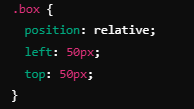 .box {
  position: relative;
  left: 50px;
  top: 50px;
}